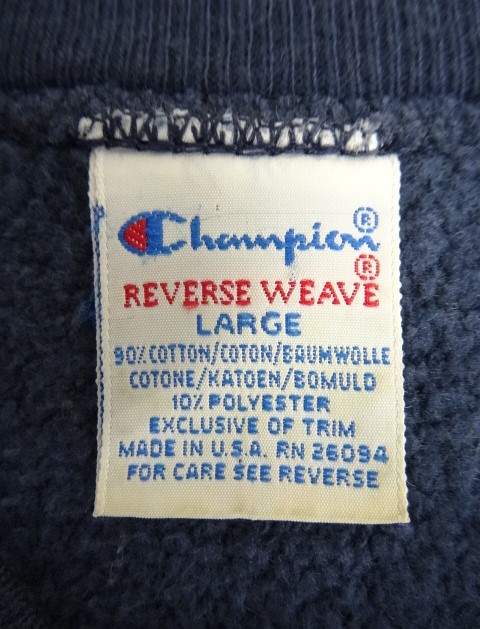 Champion®
®
REVERSE WEAVE
LARGE
90% COTTON/COTON/BAUMWOLLE
COTONE/KATOEN/BOMULD
10% POLYESTER
EXCLUSIVE OF TRIM
MADE IN U.S.A. RN 26094
FOR CARE SEE REVERSE